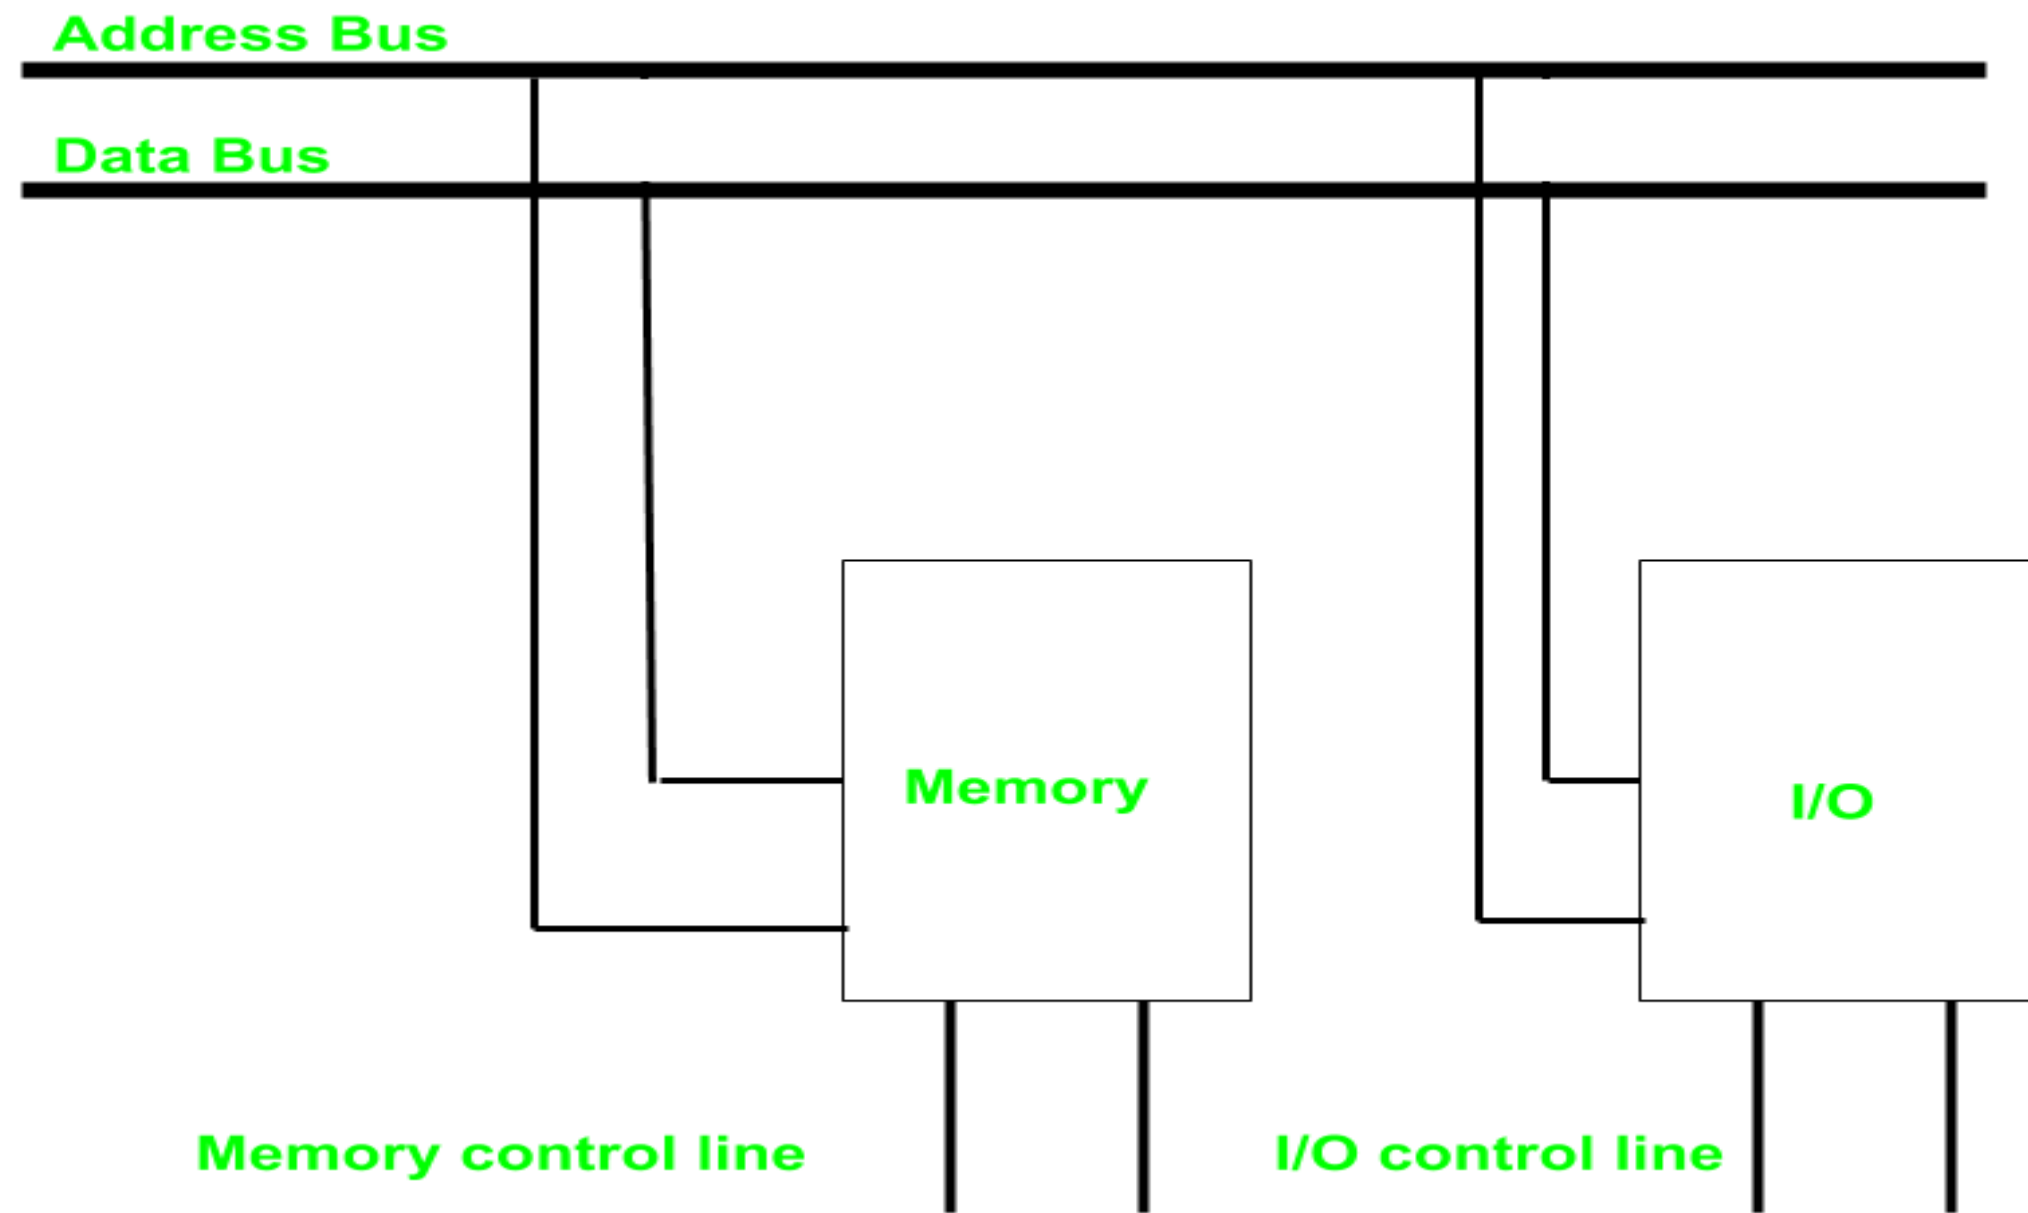 Address Bus
Data Bus
Memory
I/O
Memory control line
I/O control line